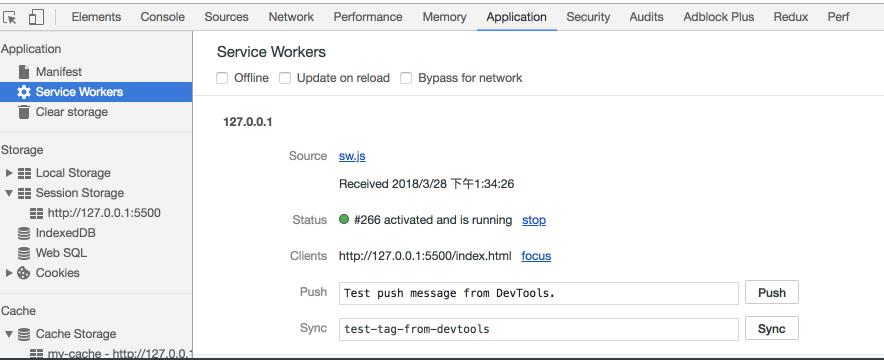 Elements Console Sources Network Performance Memory Application Security Audits Adblock Plus Redux Perf
Application
Manifest
Service Workers
Clear storage
Storage
Local Storage
Session Storage
http://127.0.0.1:5500
IndexedDB
Web SQL
Cookies
Cache
Cache Storage
my-cache - http://127.0.0.1
Service Workers
Offline Update on reload Bypass for network
127.0.0.1
Source sw.js
Received 2018/3/28 下午1:34:26
Status #266 activated and is running stop
Clients http://127.0.0.1:5500/index.html focus
Push Test push message from DevTools. Push
Sync test-tag-from-devtools Sync